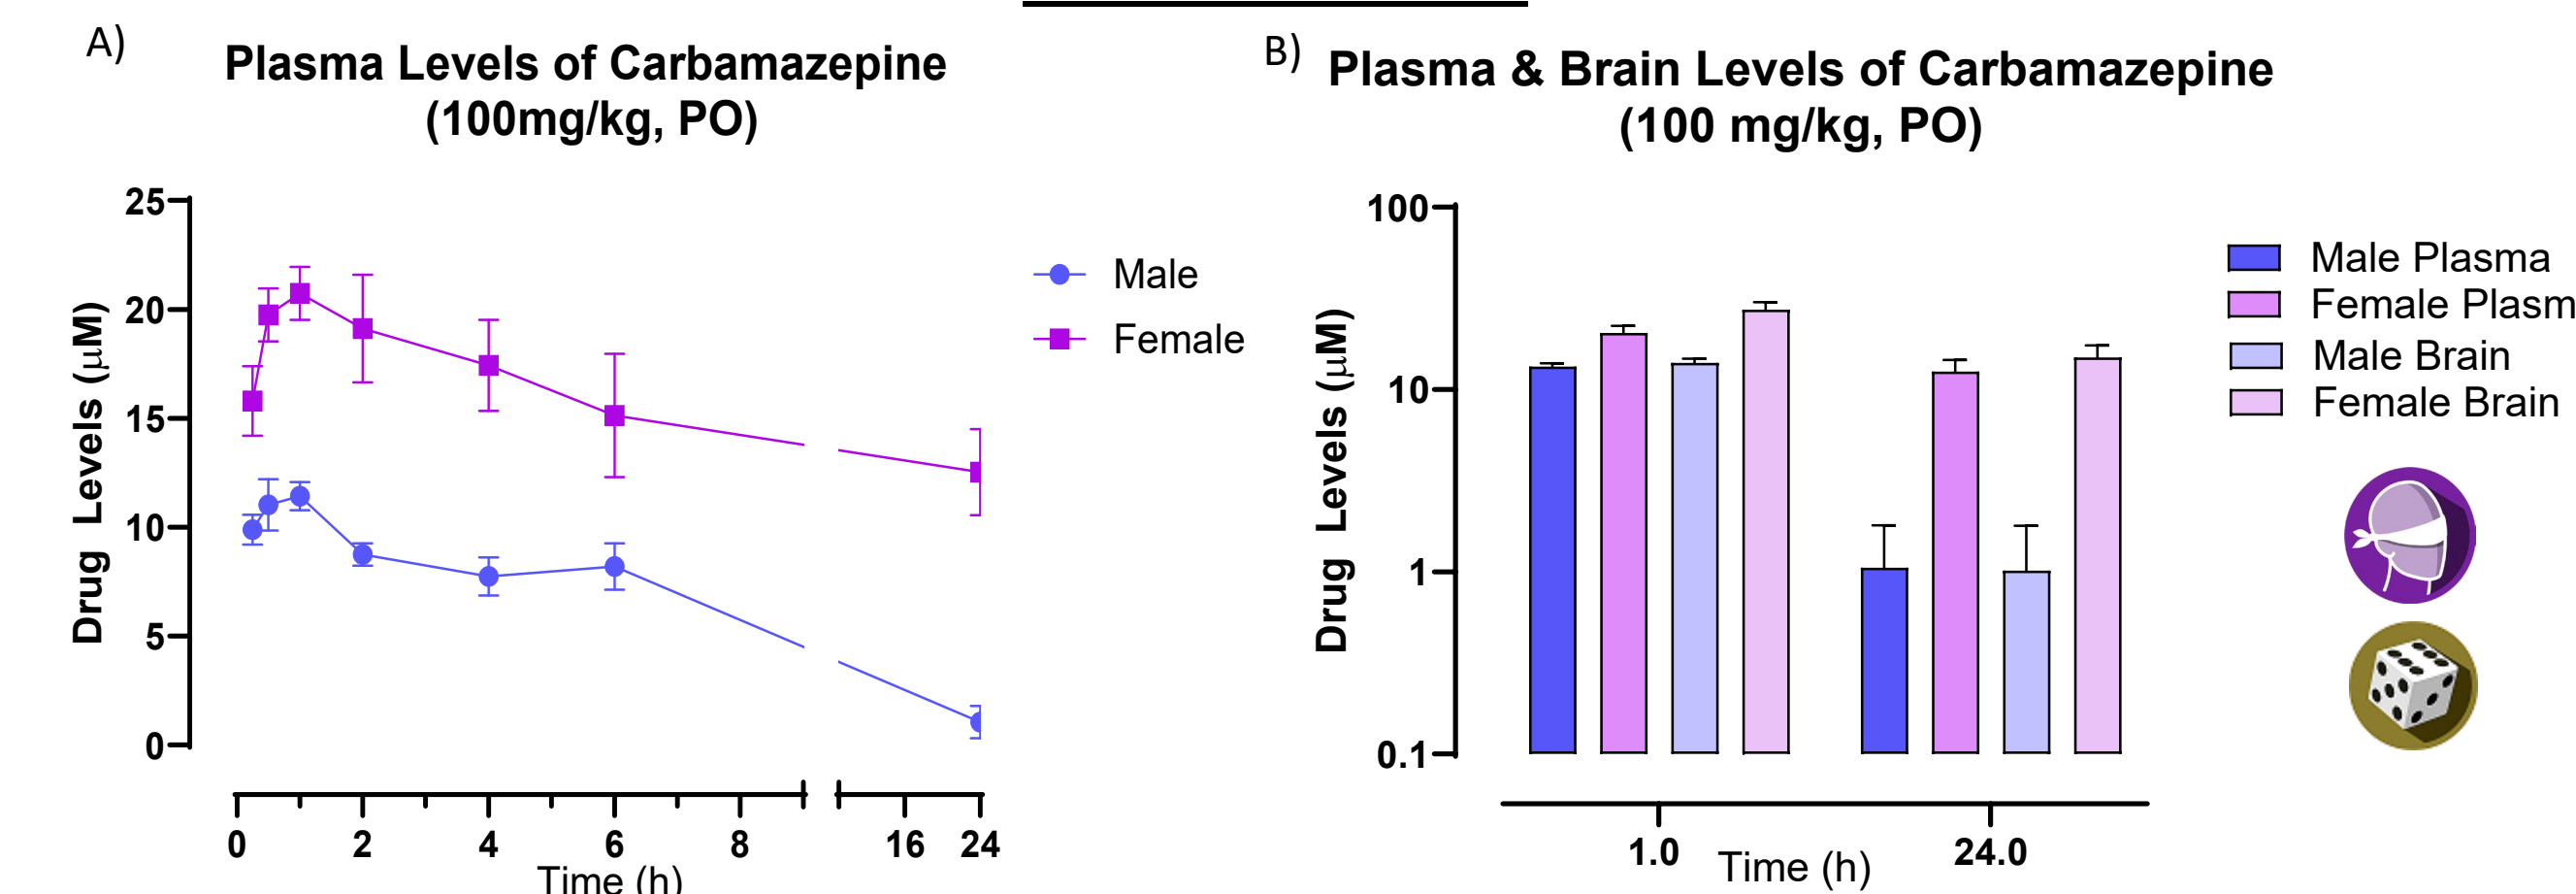 A)
Plasma Levels of Carbamazepine
(100mg/kg, PO)
25
20
15
10
5
0
Drug Levels (μM)
0 2 4 6 8 16 24
Time (h)
Male
Female
B)
Plasma & Brain Levels of Carbamazepine
(100 mg/kg, PO)
100
10
1
0.1
Drug Levels (μM)
1.0 24.0
Time (h)
Male Plasma
Female Plasm
Male Brain
Female Brain